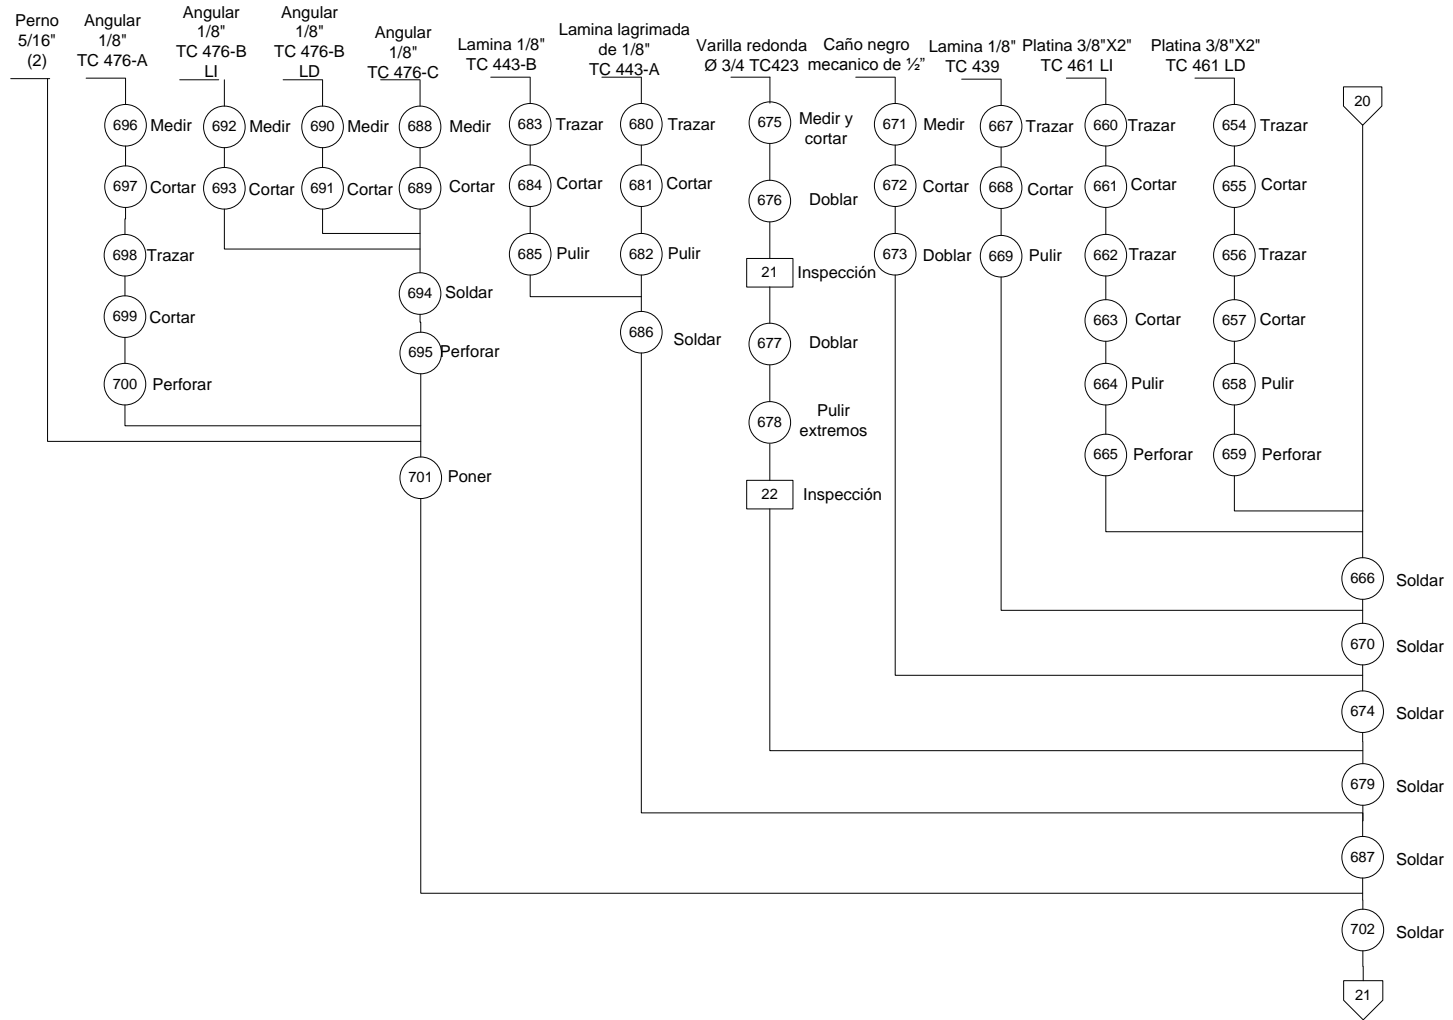 Perno
5/16"
(2)
Angular
1/8"
TC 476-A
Angular
1/8"
TC 476-B
LI
Angular
1/8"
TC 476-B
LD
Angular
1/8"
TC 476-C
Lamina 1/8"
TC 443-B
Lamina lagrimada
de 1/8"
TC 443-A
Varilla redonda
Ø 3/4 TC423
Caño negro
mecanico de ½"
Lamina 1/8"
TC 439
Platina 3/8"X2"
TC 461 LI
Platina 3/8"X2"
TC 461 LD
20
696 Medir
697 Cortar
698 Trazar
699 Cortar
700 Perforar
692 Medir
693 Cortar
690 Medir
691 Cortar
688 Medir
689 Cortar
694 Soldar
695 Perforar
701 Poner
683 Trazar
684 Cortar
685 Pulir
680 Trazar
681 Cortar
682 Pulir
686 Soldar
675 Medir y
cortar
676 Doblar
21 Inspección
677 Doblar
678 Pulir
extremos
22 Inspección
671 Medir
672 Cortar
673 Doblar
667 Trazar
668 Cortar
669 Pulir
660 Trazar
661 Cortar
662 Trazar
663 Cortar
664 Pulir
665 Perforar
654 Trazar
655 Cortar
656 Trazar
657 Cortar
658 Pulir
659 Perforar
666 Soldar
670 Soldar
674 Soldar
679 Soldar
687 Soldar
702 Soldar
21